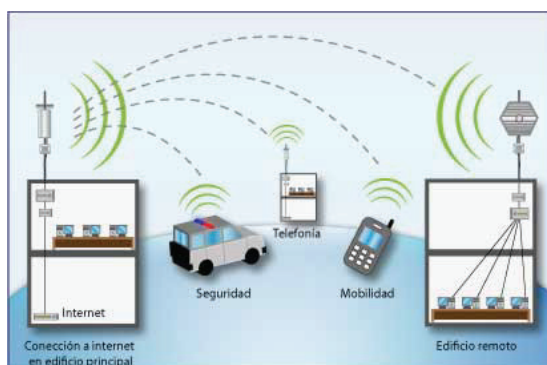 Telefonía
Seguridad
Mobilidad
Internet
Conección a internet
en edificio principal
Edificio remoto